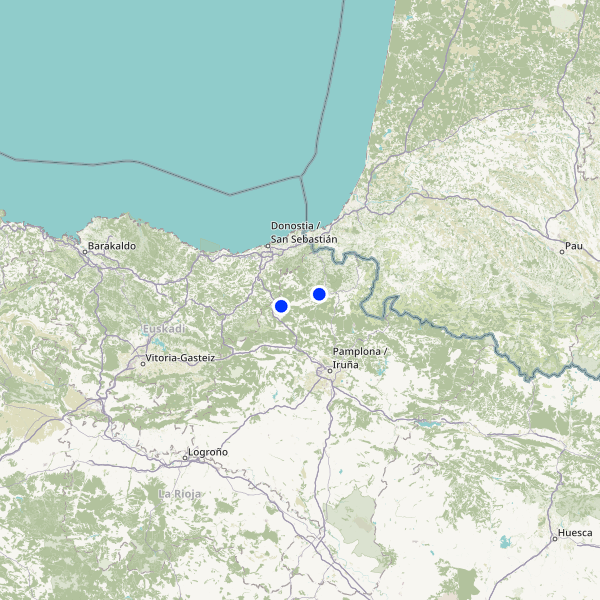 Donostia /
San Sebastián
Barakaldo
Pau
Euskadi
Pamplona /
Iruña
Vitoria-Gasteiz
Logroño
La Rioja
Huesca